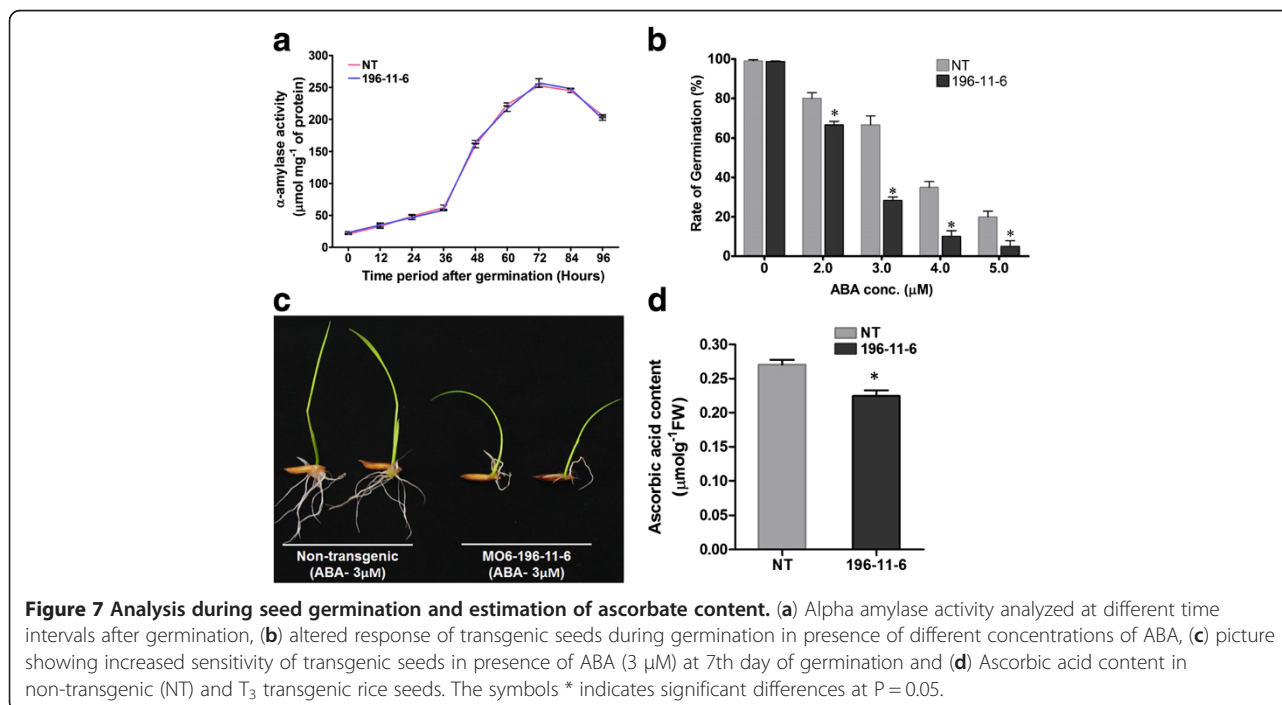 a
NT
196-11-6
300
250
200
150
100
50
0
α-amylase activity
(μmol mg⁻¹ of protein)
0 12 24 36 48 60 72 84 96
Time period after germination (Hours)
b
NT
196-11-6
100
80
60
40
20
0
Rate of Germination (%)
* * * *
0 2.0 3.0 4.0 5.0
ABA conc. (μM)
c
Non-transgenic
(ABA- 3μM)
MO6-196-11-6
(ABA- 3μM)
d
NT
196-11-6
0.30
0.25
0.20
0.15
0.10
0.05
0.00
Ascorbic acid content
(μmolg⁻¹FW)
*
NT 196-11-6
Figure 7 Analysis during seed germination and estimation of ascorbate content. (a) Alpha amylase activity analyzed at different time
intervals after germination, (b) altered response of transgenic seeds during germination in presence of different concentrations of ABA, (c) picture
showing increased sensitivity of transgenic seeds in presence of ABA (3 μM) at 7th day of germination and (d) Ascorbic acid content in
non-transgenic (NT) and T₃ transgenic rice seeds. The symbols * indicates significant differences at P = 0.05.